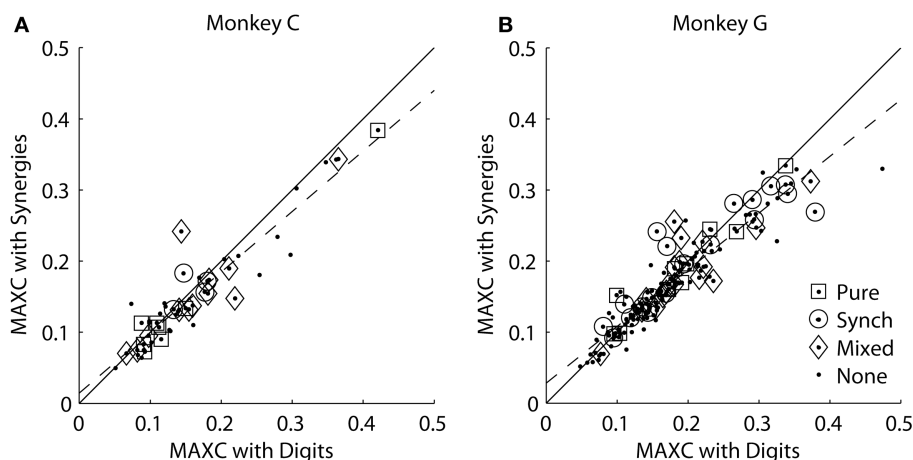 A
Monkey C
MAXC with Synergies
0.5
0.4
0.3
0.2
0.1
0
0
0.1
0.2
0.3
0.4
0.5
MAXC with Digits
B
Monkey G
MAXC with Synergies
0.5
0.4
0.3
0.2
0.1
0
0
0.1
0.2
0.3
0.4
0.5
MAXC with Digits
Pure
Synch
Mixed
None